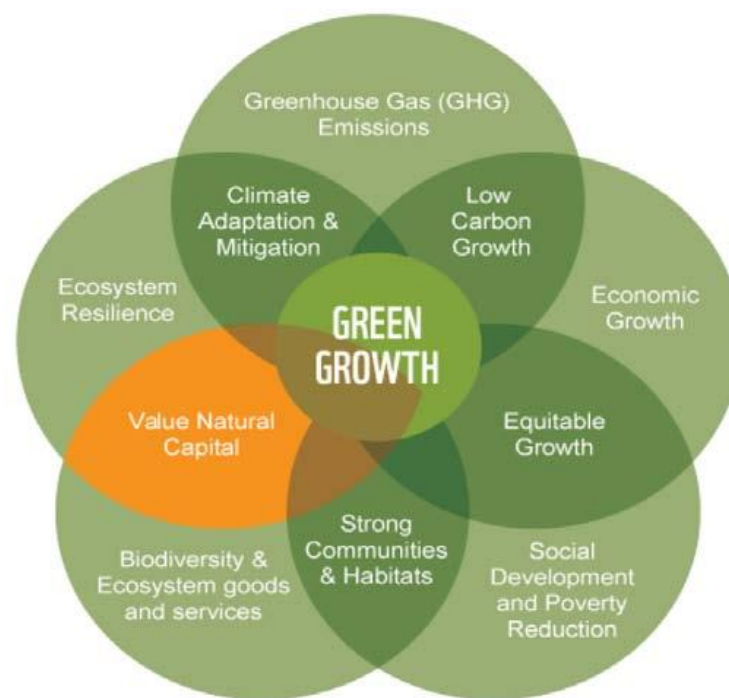 Greenhouse Gas (GHG)
Emissions
Climate
Adaptation &
Mitigation
Low
Carbon
Growth
Ecosystem
Resilience
GREEN
GROWTH
Economic
Growth
Value Natural
Capital
Equitable
Growth
Biodiversity &
Ecosystem goods
and services
Strong
Communities
& Habitats
Social
Development
and Poverty
Reduction